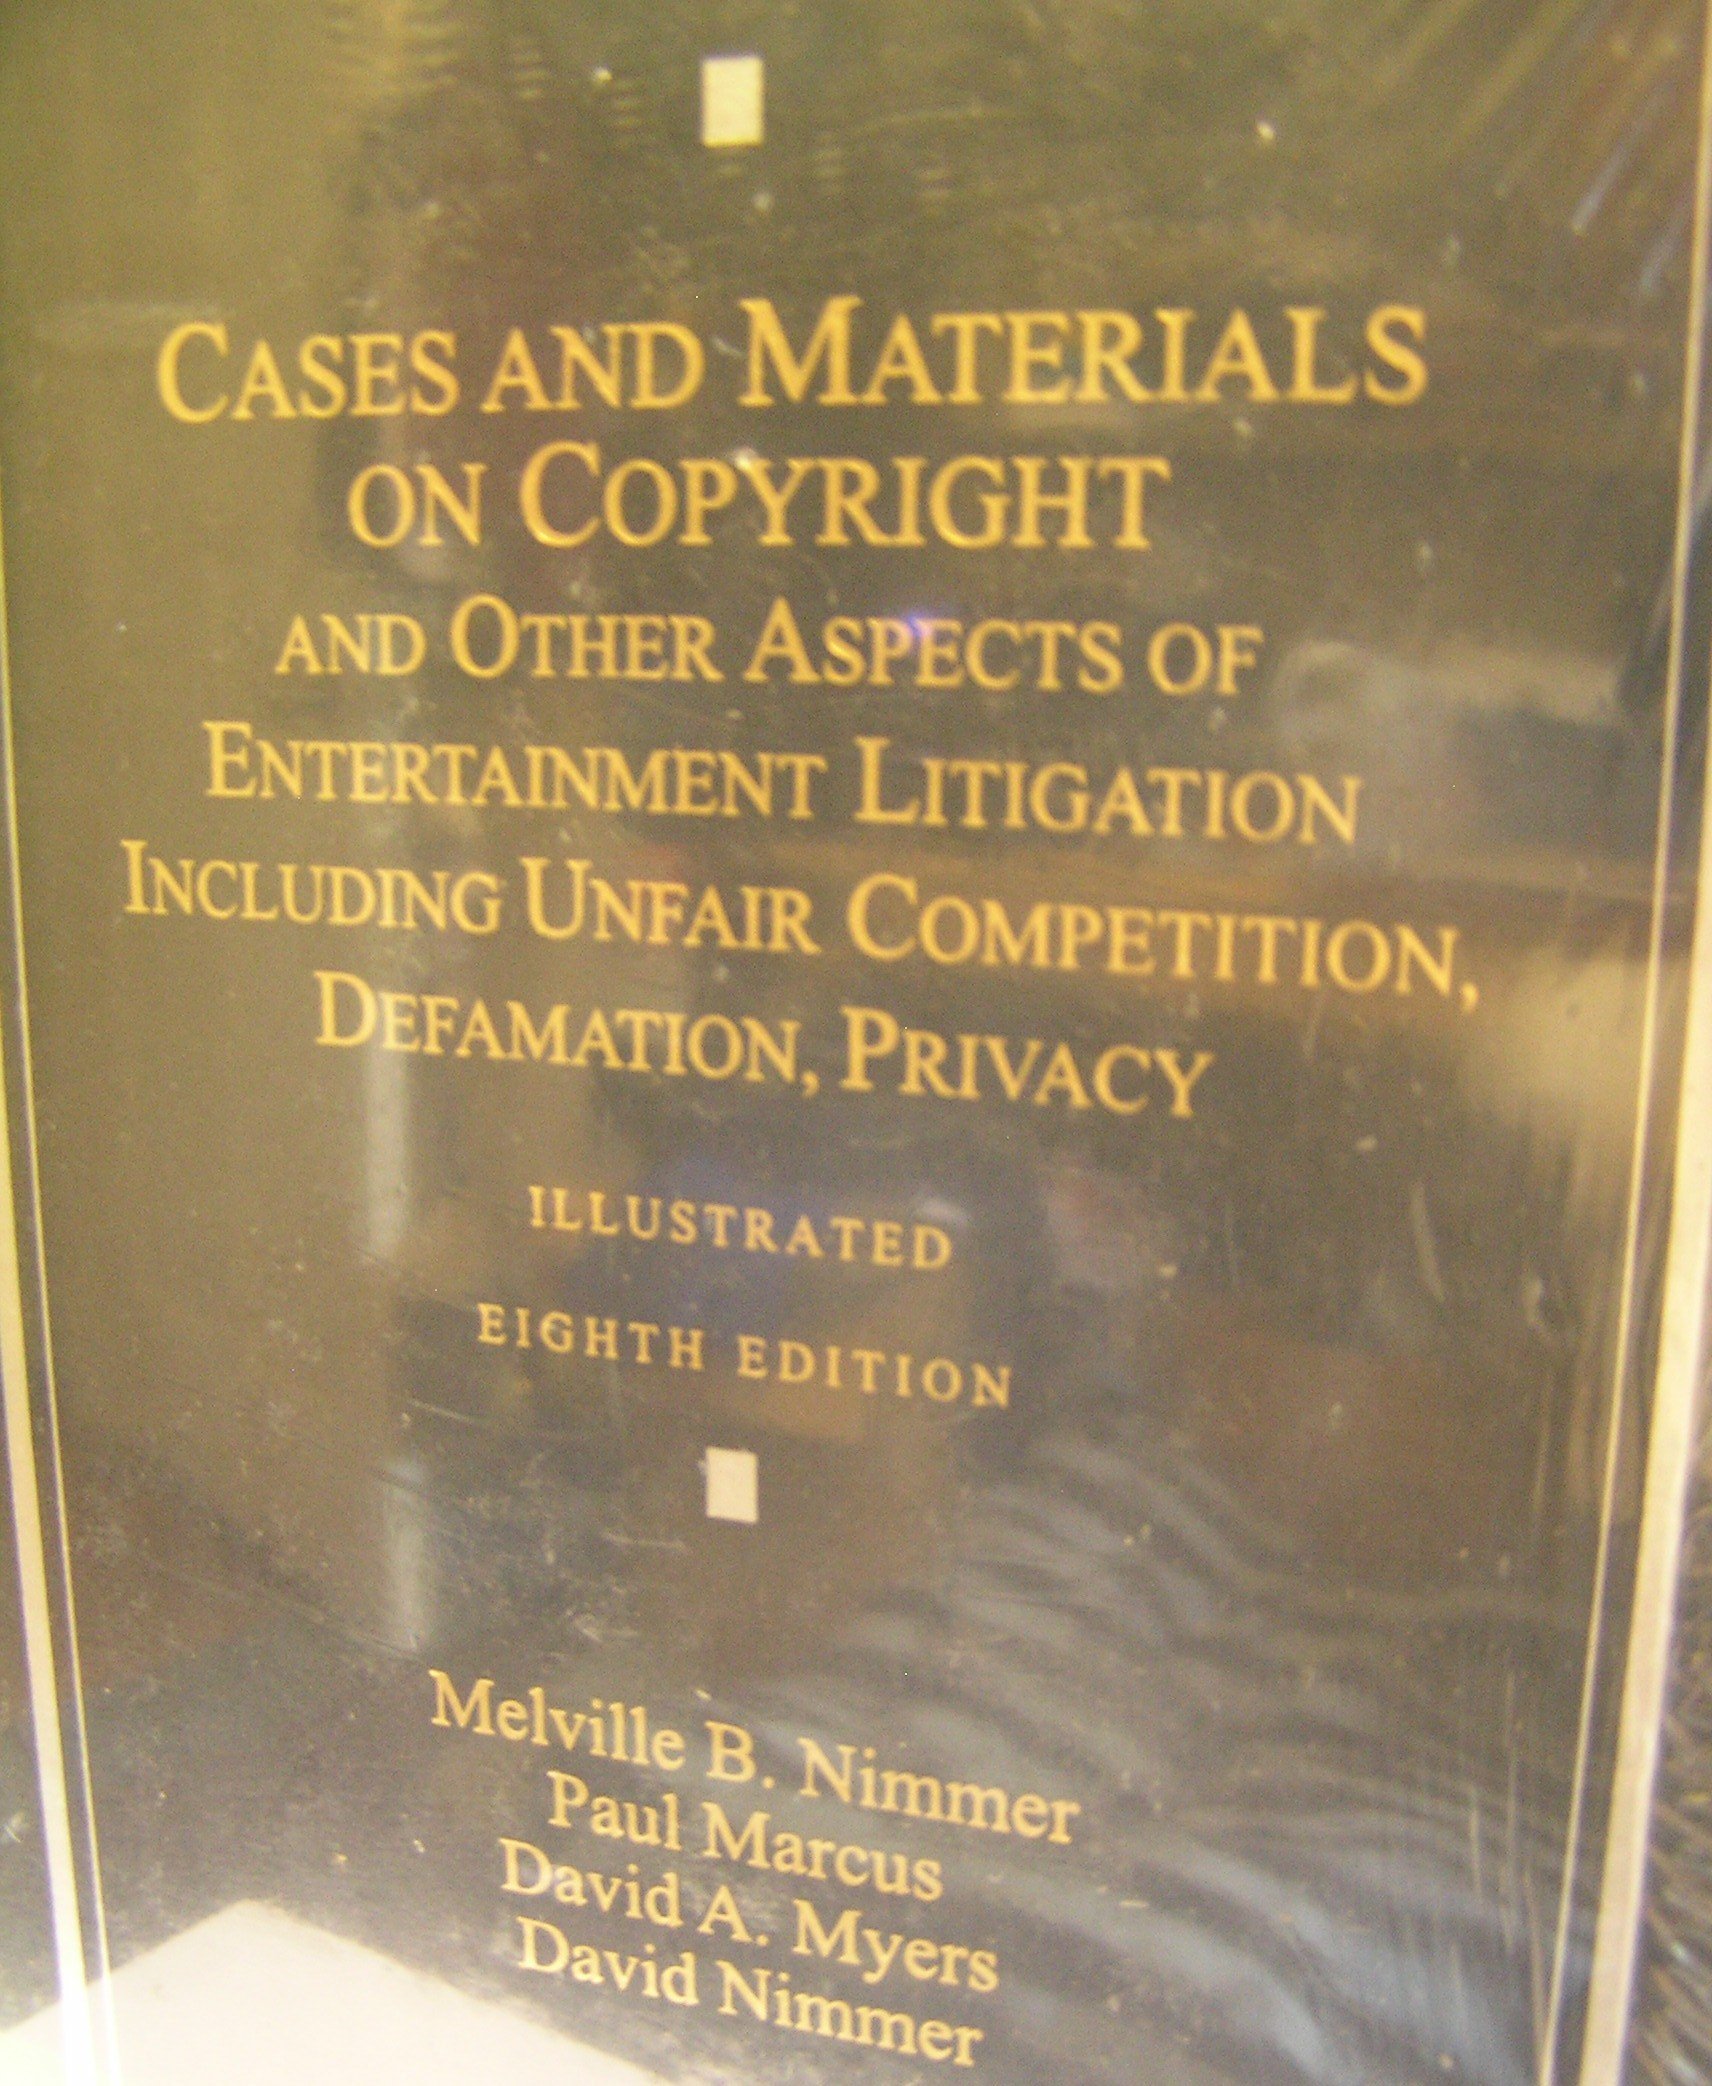 CASES AND MATERIALS
ON COPYRIGHT
AND OTHER ASPECTS OF
ENTERTAINMENT LITIGATION
INCLUDING UNFAIR COMPETITION,
DEFAMATION, PRIVACY
ILLUSTRATED
EIGHTH EDITION
Melville B. Nimmer
Paul Marcus
David A. Myers
David Nimmer